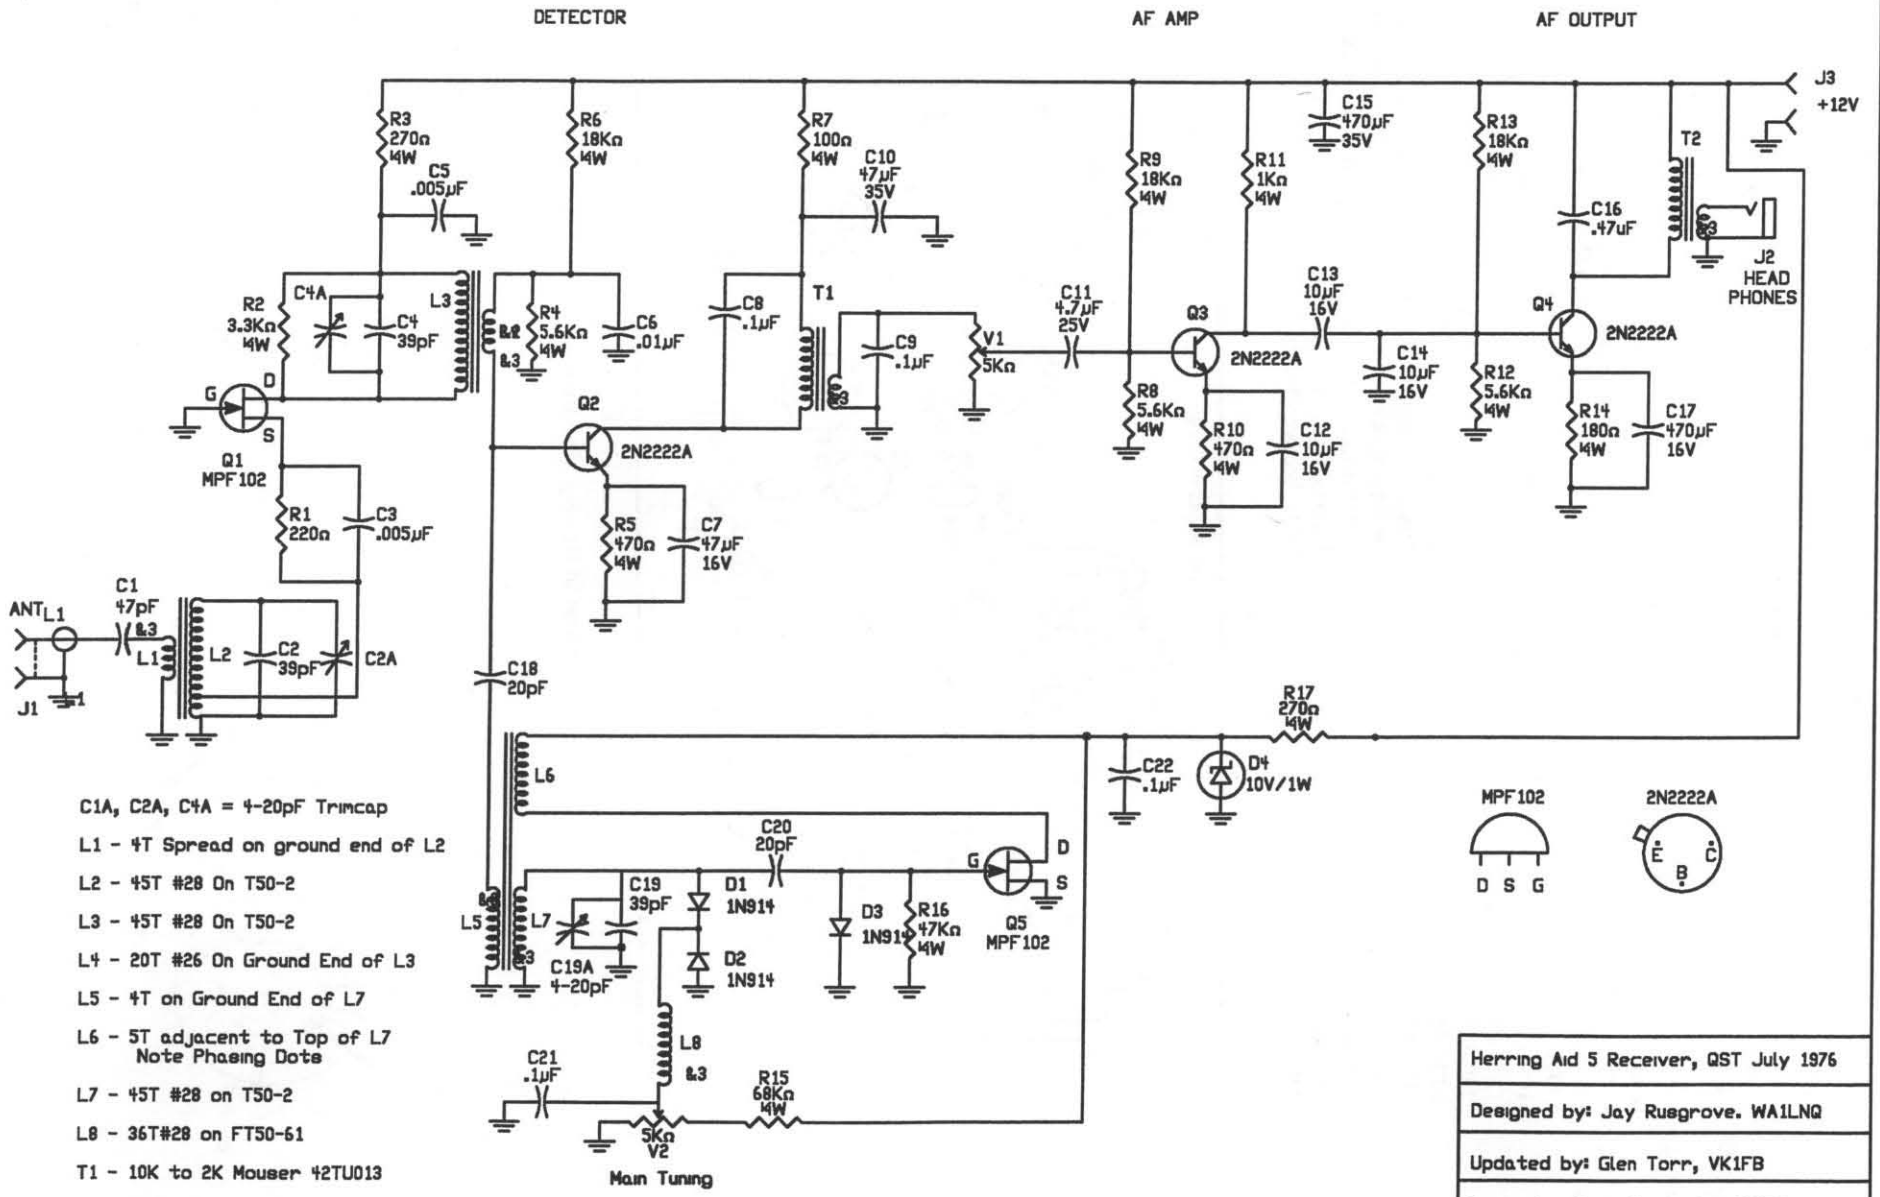 DETECTOR
AF AMP
AF OUTPUT
J3
+12V
R3
270Ω
¼W
R6
18KΩ
¼W
R7
100Ω
¼W
C10
47µF
35V
C5
.005µF
R9
18KΩ
¼W
R11
1KΩ
¼W
C15
470µF
35V
R13
18KΩ
¼W
T2
C16
.47uF
&3
J2
HEAD
PHONES
R2
3.3KΩ
¼W
C4A
C4
39pF
L3
&3
R4
5.6KΩ
¼W
C6
.01µF
C8
.1µF
T1
&3
C9
.1µF
V1
5KΩ
C11
4.7µF
25V
Q3
2N2222A
C13
10µF
16V
C14
10µF
16V
Q4
2N2222A
R12
5.6KΩ
¼W
G
D
S
Q1
MPF102
Q2
2N2222A
R8
5.6KΩ
¼W
R10
470Ω
¼W
C12
10µF
16V
R14
180Ω
¼W
C17
470µF
16V
R1
220Ω
C3
.005µF
R5
470Ω
¼W
C7
47µF
16V
ANT
L1
C1
47pF
&3
L1
L2
C2
39pF
C2A
J1
C18
20pF
R17
270Ω
¼W
L6
C22
.1µF
D4
10V/1W
MPF102
D S G
2N2222A
E
C
B
C20
20pF
G
D
S
Q5
MPF102
L5
L7
&3
C19
39pF
C19A
4-20pF
D1
1N914
D2
1N914
D3
1N914
R16
47KΩ
¼W
L8
&3
C21
.1µF
R15
68KΩ
¼W
5KΩ
V2
Main Tuning
C1A, C2A, C4A = 4-20pF Trimcap
L1 - 4T Spread on ground end of L2
L2 - 45T #28 On T50-2
L3 - 45T #28 On T50-2
L4 - 20T #26 On Ground End of L3
L5 - 4T on Ground End of L7
L6 - 5T adjacent to Top of L7
Note Phasing Dots
L7 - 45T #28 on T50-2
L8 - 36T#28 on FT50-61
T1 - 10K to 2K Mouser 42TU013
Herring Aid 5 Receiver, QST July 1976
Designed by: Jay Rusgrove. WA1LNQ
Updated by: Glen Torr, VK1FB